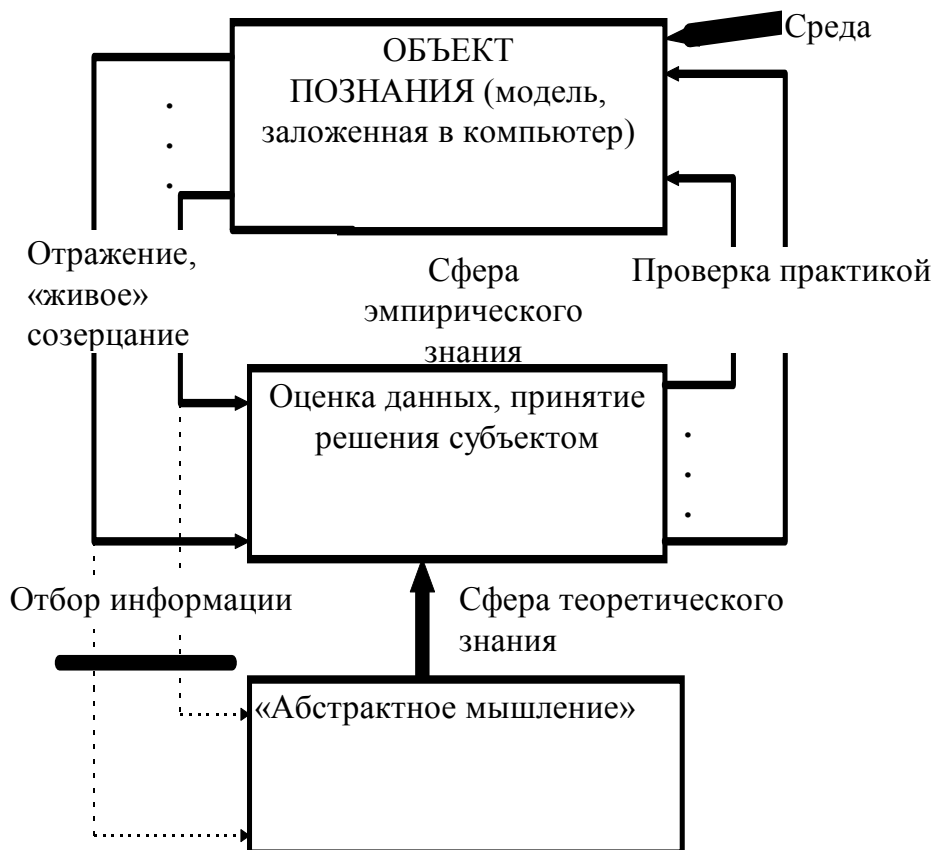 Среда
ОБЪЕКТ
ПОЗНАНИЯ (модель,
заложенная в компьютер)
Отражение,
«живое»
созерцание
Сфера
эмпирического
знания
Проверка практикой
Оценка данных, принятие
решения субъектом
Отбор информации
Сфера теоретического
знания
«Абстрактное мышление»